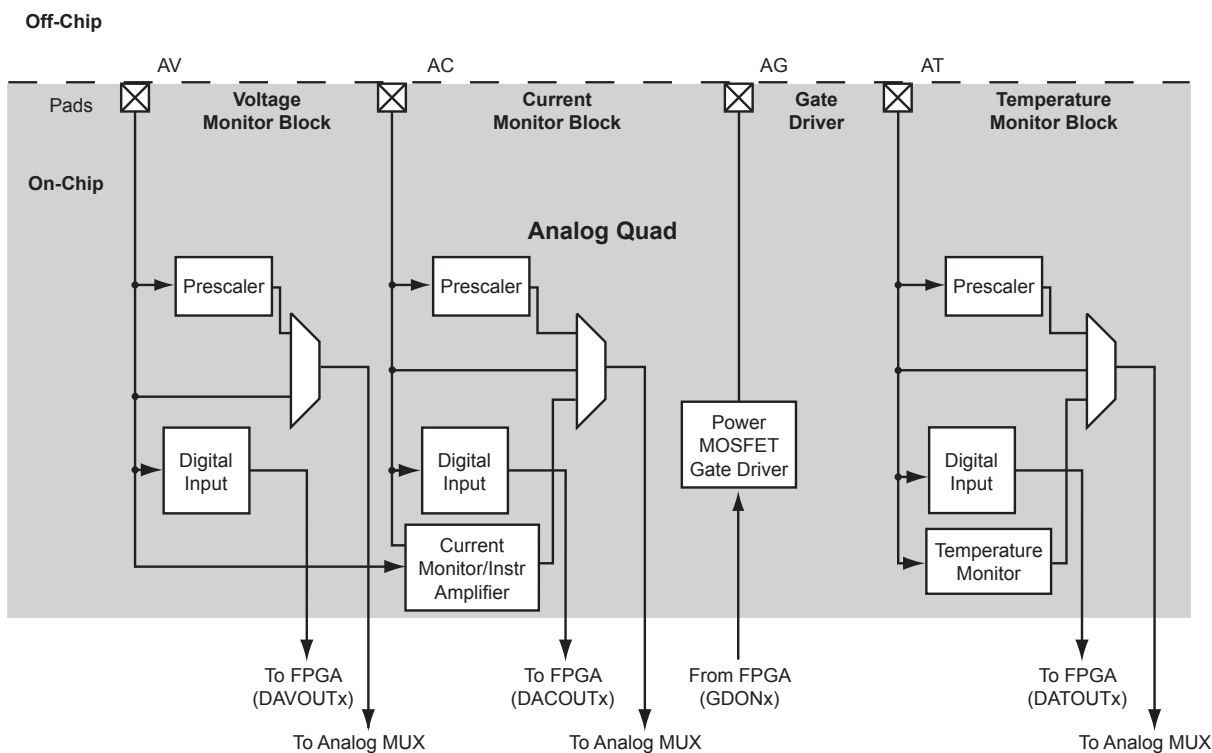 Off-Chip
AV
AC
AG
AT
Pads
Voltage
Monitor Block
Current
Monitor Block
Gate
Driver
Temperature
Monitor Block
On-Chip
Analog Quad
Prescaler
Prescaler
Prescaler
Digital
Input
Digital
Input
Power
MOSFET
Gate Driver
Digital
Input
Current
Monitor/Instr
Amplifier
Temperature
Monitor
To FPGA
(DAVOUTx)
To FPGA
(DACOUTx)
From FPGA
(GDONx)
To FPGA
(DATOUTx)
To Analog MUX
To Analog MUX
To Analog MUX